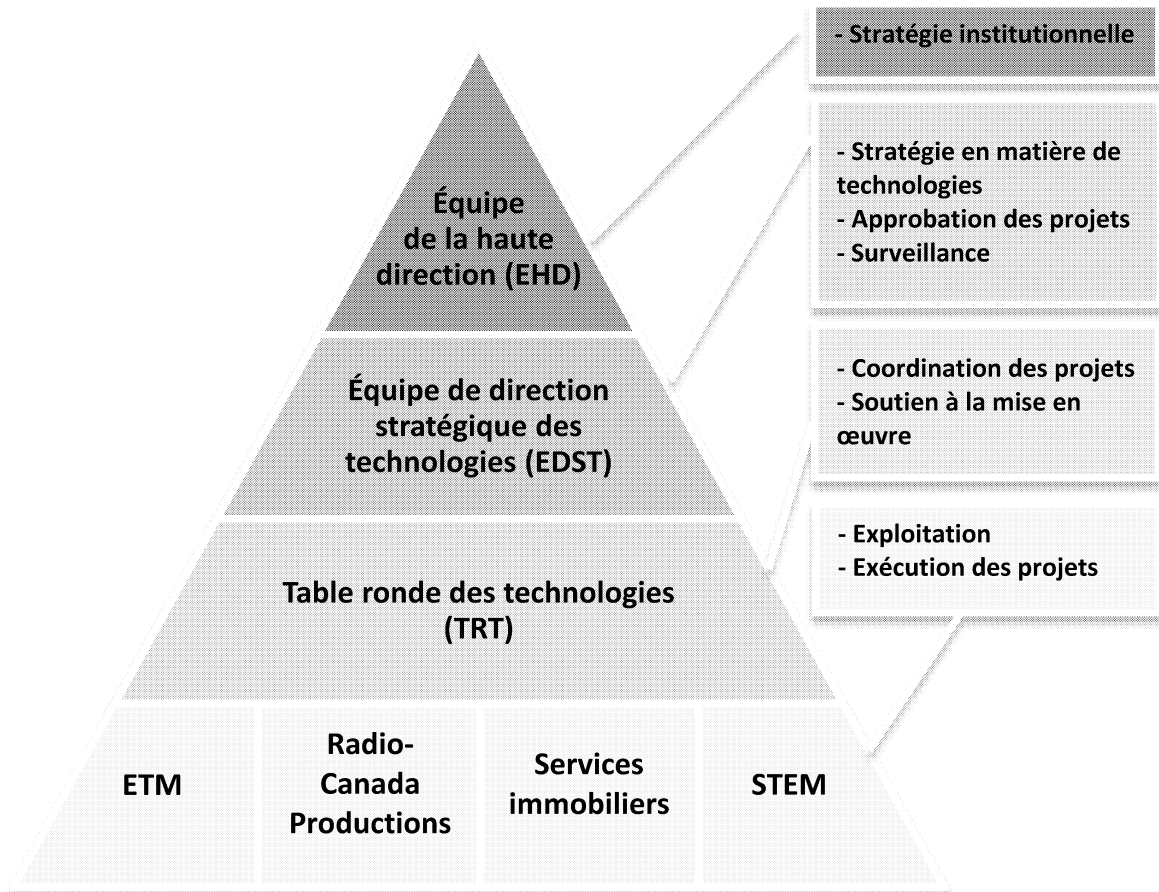 - Stratégie institutionnelle
- Stratégie en matière de
technologies
- Approbation des projets
- Surveillance
- Coordination des projets
- Soutien à la mise en
œuvre
- Exploitation
- Exécution des projets
Équipe
de la haute
direction (EHD)
Équipe de direction
stratégique des
technologies (EDST)
Table ronde des technologies
(TRT)
ETM
Radio-
Canada
Productions
Services
immobiliers
STEM